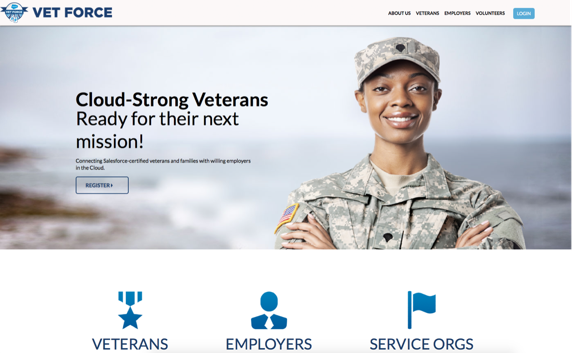 VET FORCE
ABOUT US VETERANS EMPLOYERS VOLUNTEERS LOGIN
Cloud-Strong Veterans
Ready for their next
mission!
Connecting Salesforce-certified veterans and families with willing employers
in the Cloud.
REGISTER
VETERANS EMPLOYERS SERVICE ORGS